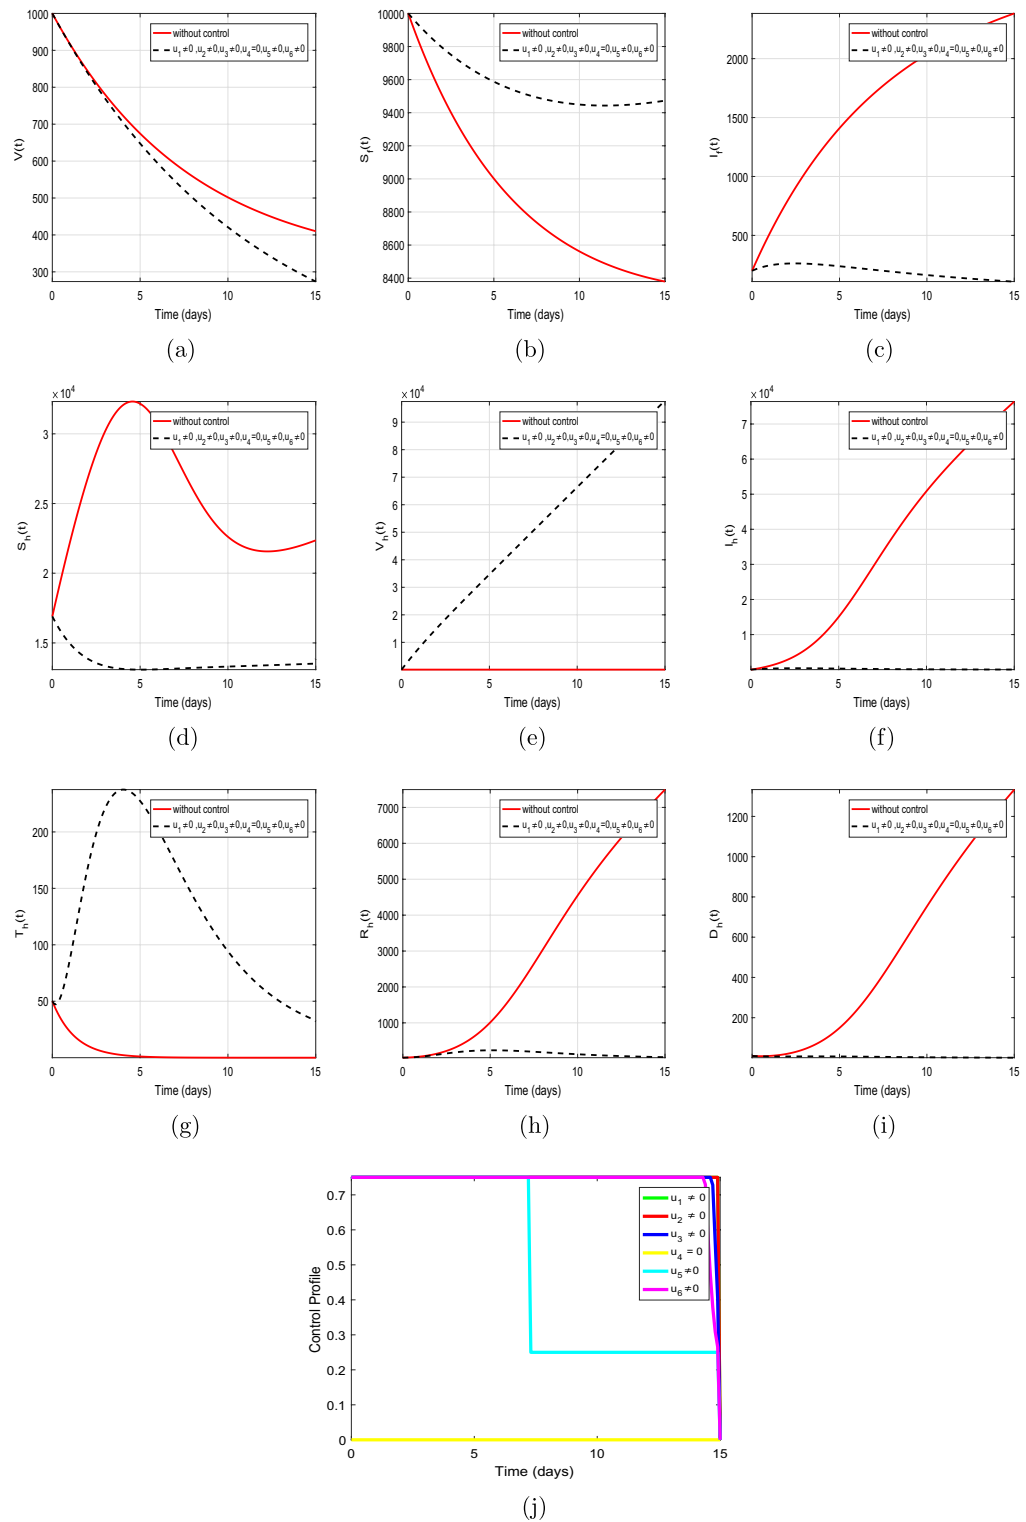 1000
900
800
700
600
500
400
300
0 5 10 15
V(t)
Time (days)
without control
u1≠0 ,u2≠0,u3≠0,u4=0,u5≠0,u6≠0
(a)
10000
9800
9600
9400
9200
9000
8800
8600
8400
0 5 10 15
Sf(t)
Time (days)
without control
u1≠0 ,u2≠0,u3≠0,u4=0,u5≠0,u6≠0
(b)
2000
1500
1000
500
0 5 10 15
If(t)
Time (days)
without control
u1≠0 ,u2≠0,u3≠0,u4=0,u5≠0,u6≠0
(c)
× 10^4
3
2.5
2
1.5
0 5 10 15
Sh(t)
Time (days)
without control
u1≠0 ,u2≠0,u3≠0,u4=0,u5≠0,u6≠0
(d)
× 10^4
9
8
7
6
5
4
3
2
1
0 5 10 15
Vh(t)
Time (days)
without control
u1≠0 ,u2≠0,u3≠0,u4=0,u5≠0,u6≠0
(e)
× 10^4
7
6
5
4
3
2
1
0 5 10 15
Ih(t)
Time (days)
without control
u1≠0 ,u2≠0,u3≠0,u4=0,u5≠0,u6≠0
(f)
200
150
100
50
0 5 10 15
Th(t)
Time (days)
without control
u1≠0 ,u2≠0,u3≠0,u4=0,u5≠0,u6≠0
(g)
7000
6000
5000
4000
3000
2000
1000
0 5 10 15
Rh(t)
Time (days)
without control
u1≠0 ,u2≠0,u3≠0,u4=0,u5≠0,u6≠0
(h)
1200
1000
800
600
400
200
0 5 10 15
Dh(t)
Time (days)
without control
u1≠0 ,u2≠0,u3≠0,u4=0,u5≠0,u6≠0
(i)
0.7
0.6
0.5
0.4
0.3
0.2
0.1
0
0 5 10 15
Control Profile
Time (days)
u1 ≠ 0
u2 ≠ 0
u3 ≠ 0
u4 = 0
u5 ≠0
u6 ≠0
(j)